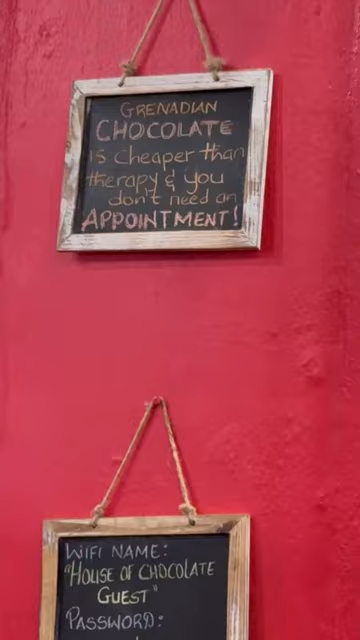 GRENADIAN
CHOCOLATE
is cheaper than
therapy & you
don't need an
APPOINTMENT!
WIFI NAME:
"HOUSE OF CHOCOLATE
GUEST"
PASSWORD: